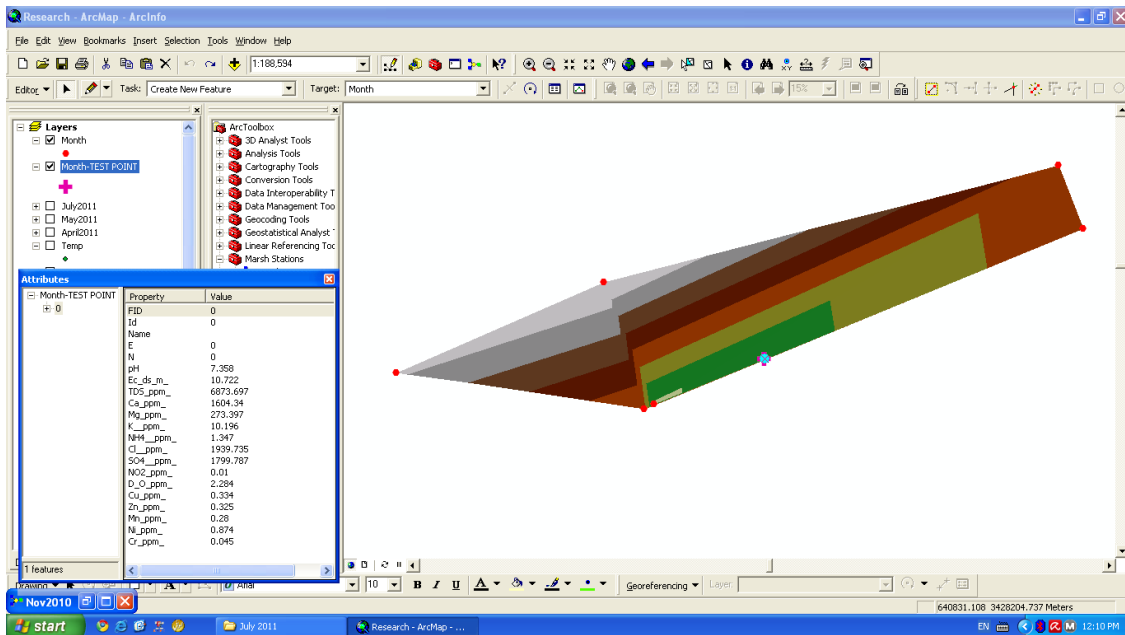 Research - ArcMap - ArcInfo
File Edit View Bookmarks Insert Selection Tools Window Help
1:188,594
Editor Task: Create New Feature Target: Month 15%
Layers
Month
Month-TEST POINT
July2011
May2011
April2011
Temp
ArcToolbox
3D Analyst Tools
Analysis Tools
Cartography Tools
Conversion Tools
Data Interoperability T
Data Management Too
Geocoding Tools
Geostatistical Analyst
Linear Referencing Toc
Marsh Stations
Attributes
Month-TEST POINT
0
Property Value
FID 0
Id 0
Name
E 0
N 0
pH 7.358
Ec_ds_m_ 10.722
TDS_ppm_ 6873.697
Ca_ppm_ 1604.34
Mg_ppm_ 273.397
K__ppm_ 10.196
NH4__ppm_ 1.347
Cl__ppm_ 1939.735
SO4__ppm_ 1799.787
NO2_ppm_ 0.01
D_O_ppm_ 2.284
Cu_ppm_ 0.334
Zn_ppm_ 0.325
Mn_ppm_ 0.28
Ni_ppm_ 0.874
Cr_ppm_ 0.045
1 features
Drawing A Arial 10 B I U A Georeferencing Layer:
Nov2010
640831.108 3428204.737 Meters
start July 2011 Research - ArcMap - ... EN 12:10 PM